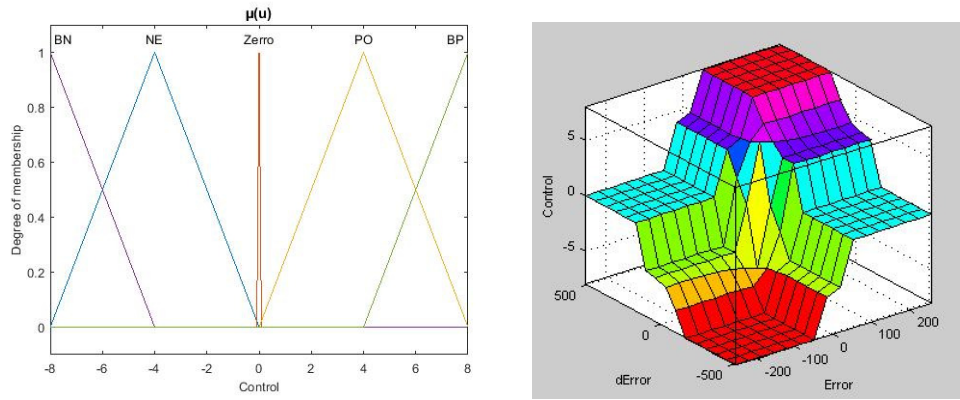 μ(u)
BN NE Zerro PO BP
1
0.8
0.6
0.4
0.2
0
Degree of membership
-8 -6 -4 -2 0 2 4 6 8
Control
5
0
-5
Control
500
0
-500
dError
-200 -100 0 100 200
Error